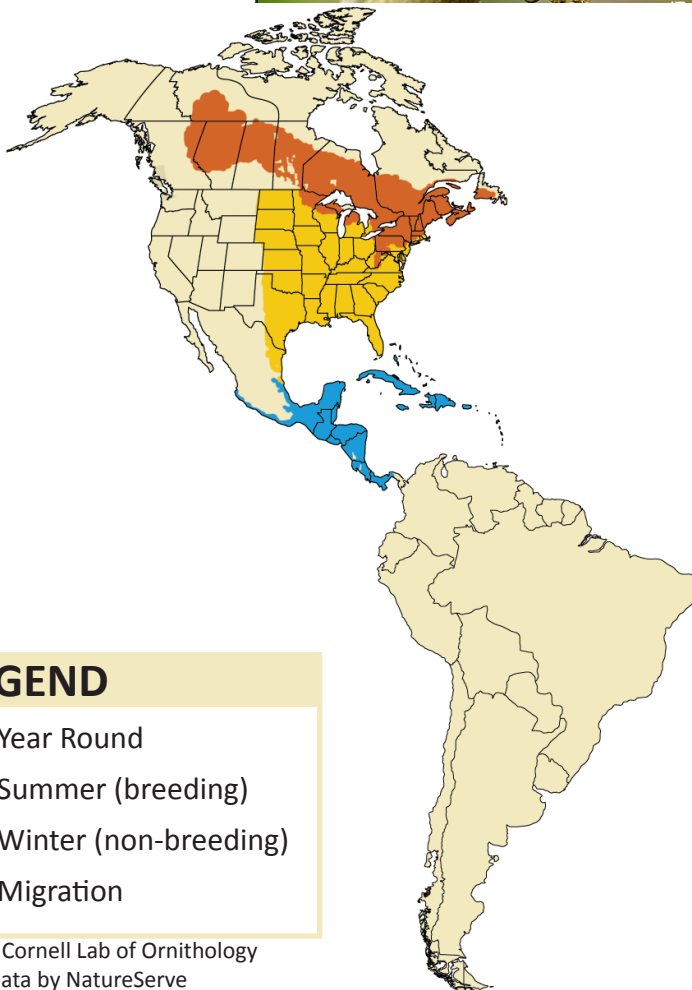 GEND
Year Round
Summer (breeding)
Winter (non-breeding)
Migration
Cornell Lab of Ornithology
ata by NatureServe